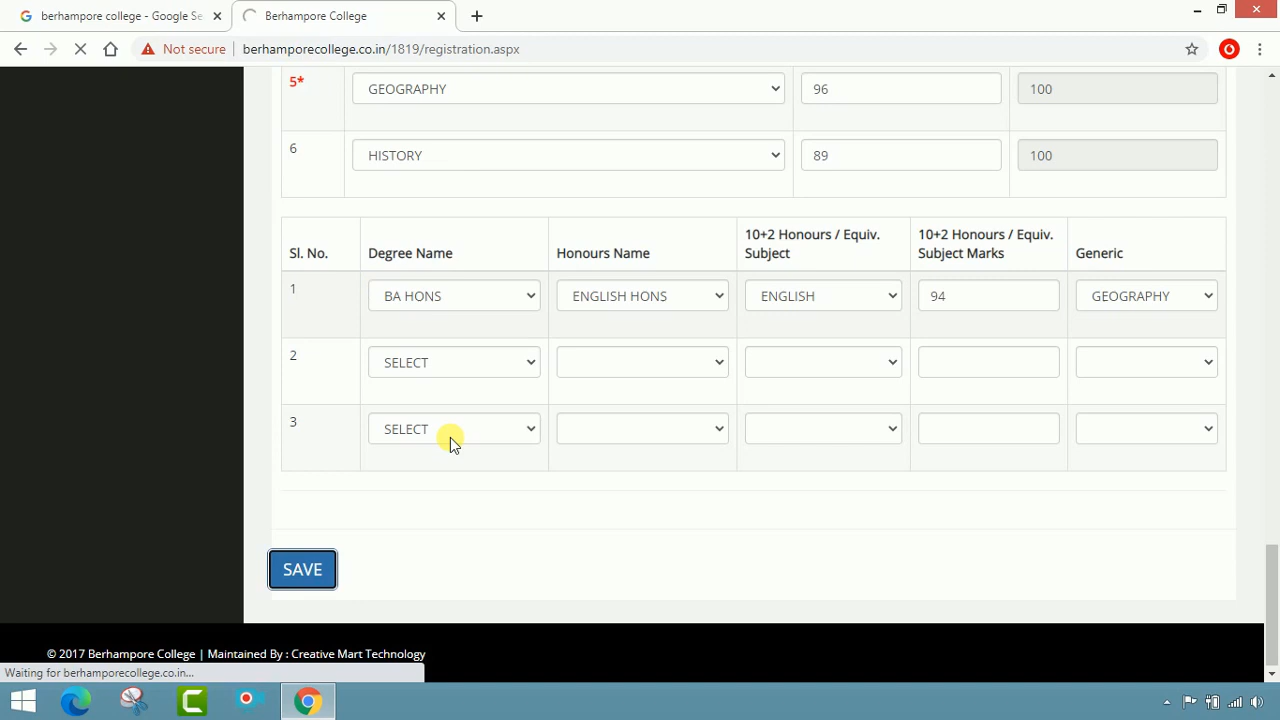 berhampore college - Google Se
Berhampore College
Not secure
berhamporecollege.co.in/1819/registration.aspx
5* GEOGRAPHY 96 100
6 HISTORY 89 100
Sl. No. Degree Name Honours Name 10+2 Honours / Equiv. Subject 10+2 Honours / Equiv. Subject Marks Generic
1 BA HONS ENGLISH HONS ENGLISH 94 GEOGRAPHY
2 SELECT
3 SELECT
SAVE
© 2017 Berhampore College | Maintained By : Creative Mart Technology
Waiting for berhamporecollege.co.in...